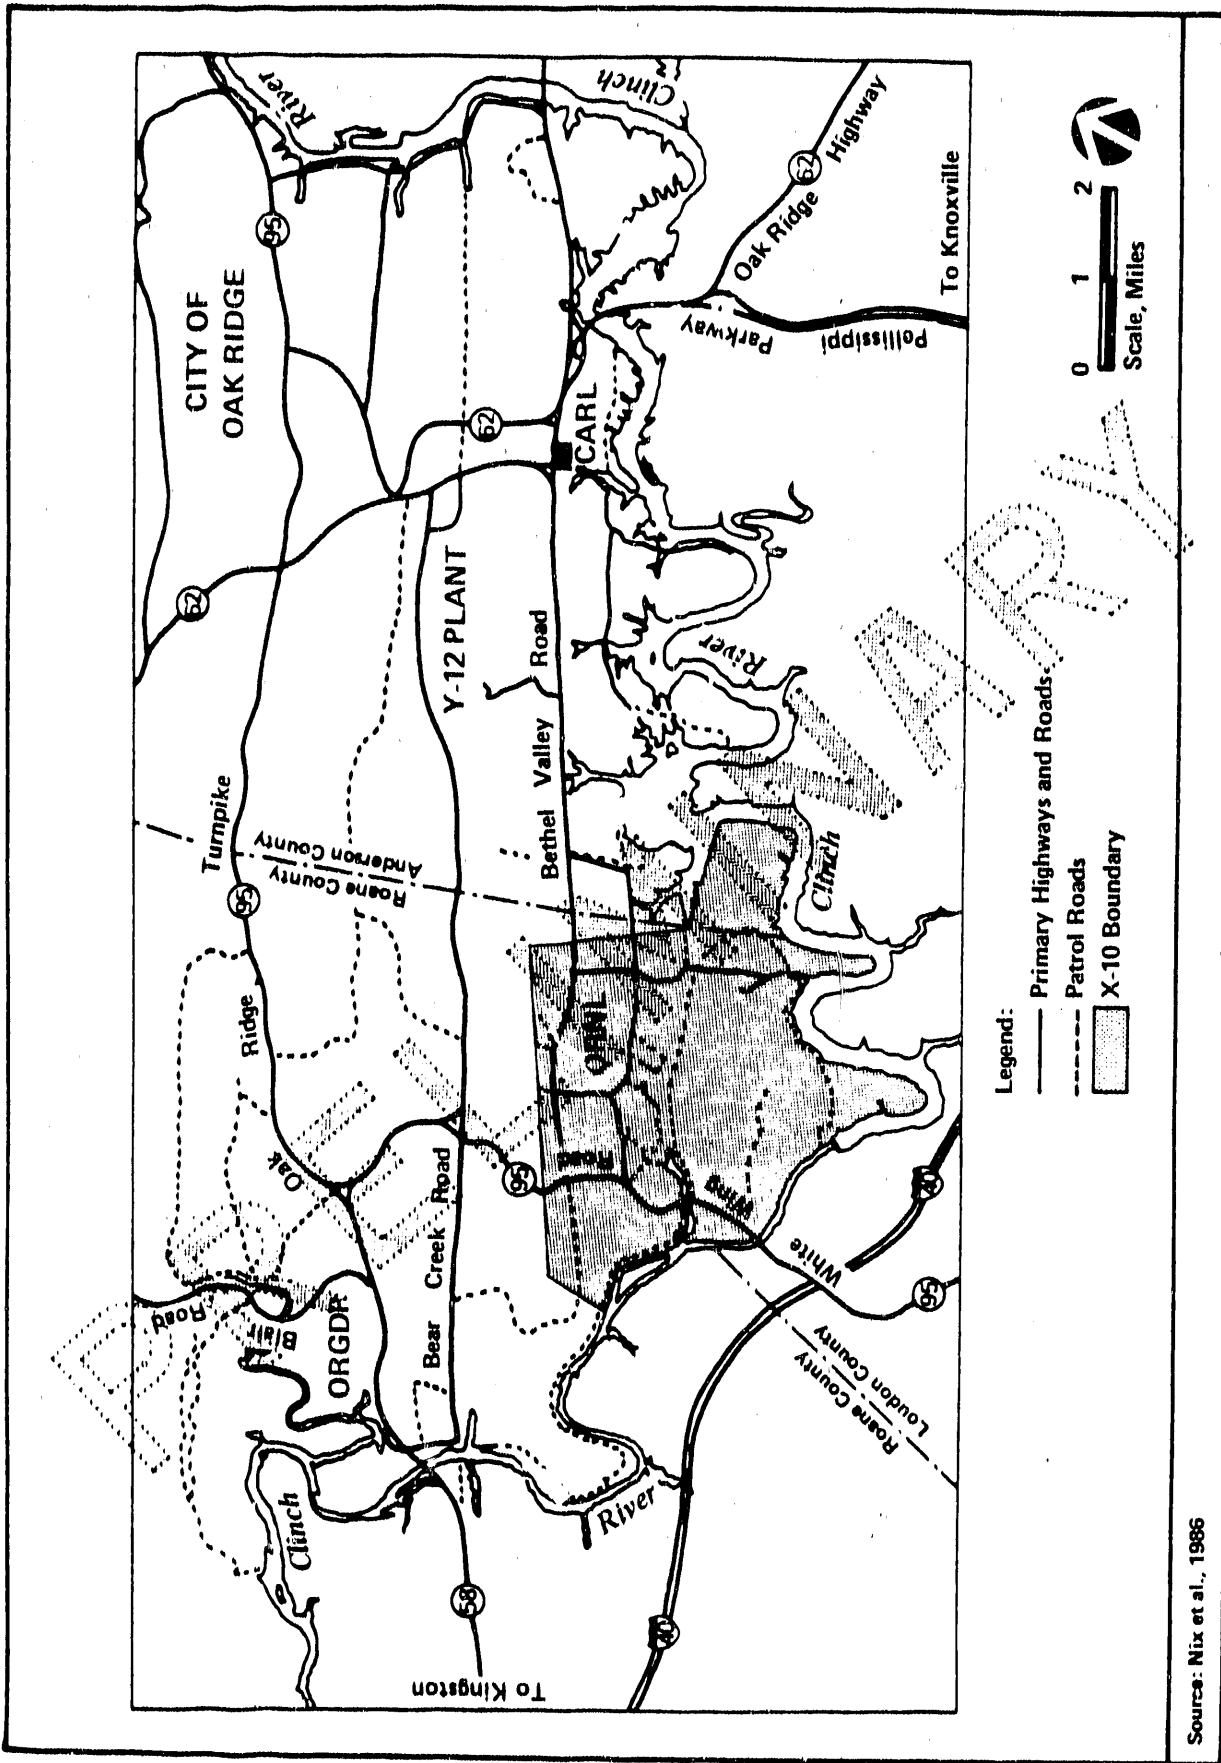 CITY OF
OAK RIDGE
River
Clinch
95
62
62
62
Oak Ridge Highway
Pellissippi Parkway
To Knoxville
CARL
Y-12 PLANT
Bethel Valley Road
River
Clinch
Oak Ridge Turnpike
95
Anderson County
Roane County
Blair Road
ORGDP
Bear Creek Road
95
ORNL
White Wing Road
95
40
40
Roane County
Loudon County
Clinch
River
58
To Kingston
PRELIMINARY
Legend:
Primary Highways and Roads
Patrol Roads
X-10 Boundary
0 1 2
Scale, Miles
Source: Nix et al., 1986